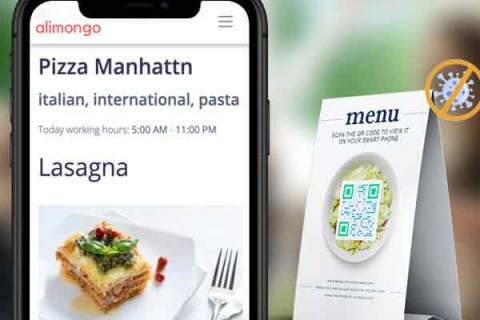 alimongo
Pizza Manhattn
italian, international, pasta
Today working hours: 5:00 AM - 11:00 PM
Lasagna
menu
SCAN THE QR CODE TO VIEW IT
ON YOUR SMART PHONE